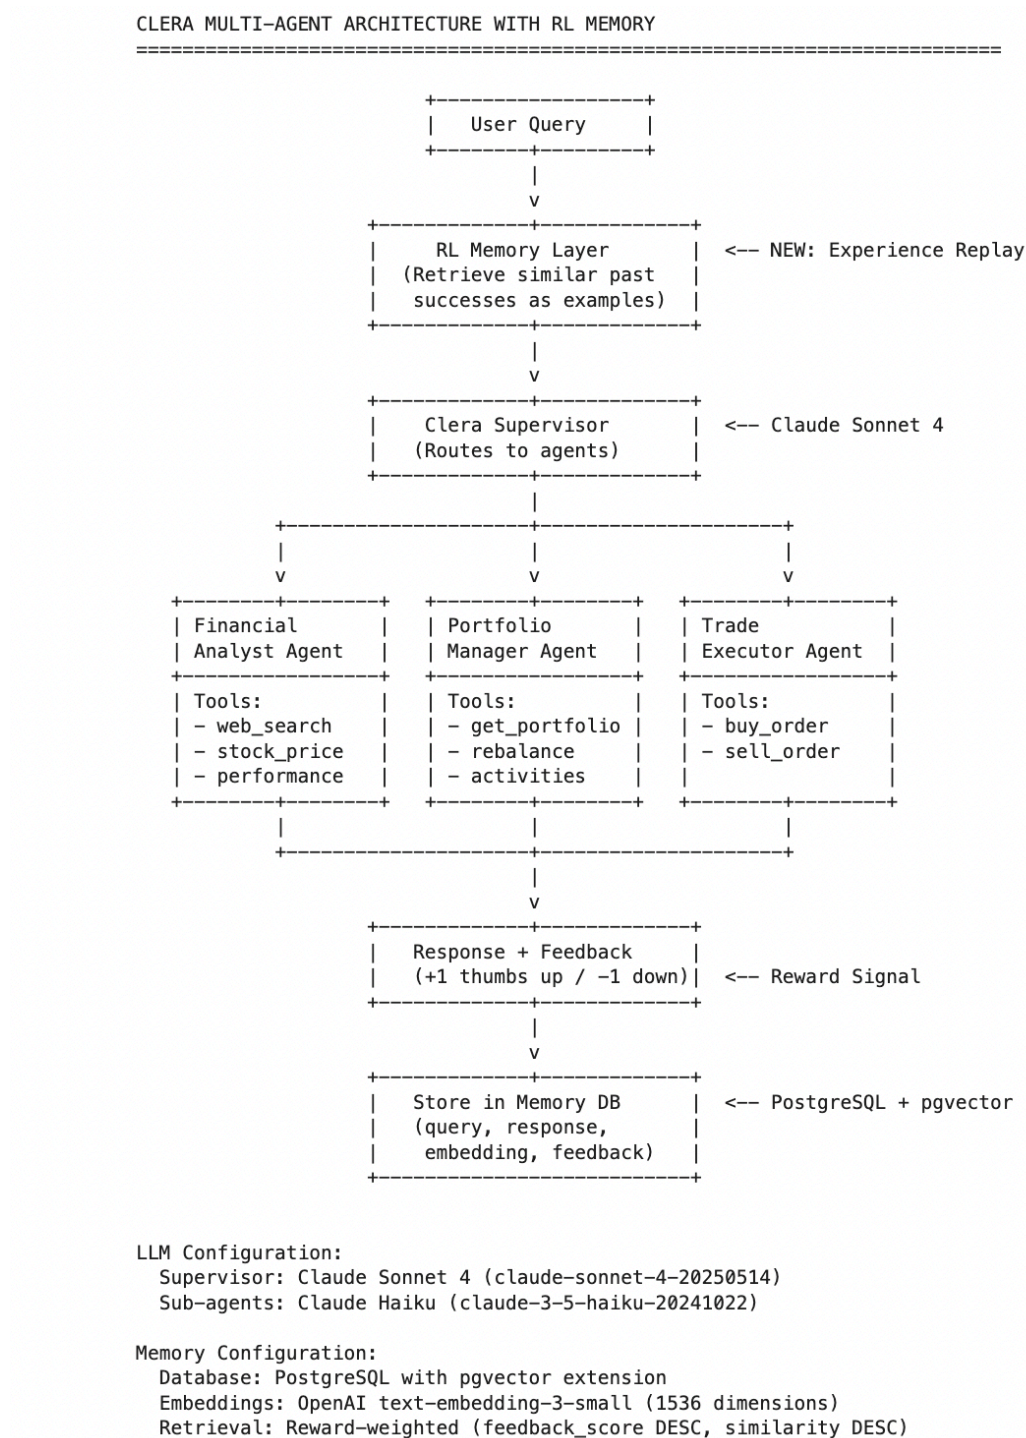 CLERA MULTI-AGENT ARCHITECTURE WITH RL MEMORY
User Query
RL Memory Layer <-- NEW: Experience Replay
(Retrieve similar past
successes as examples)
Clera Supervisor <-- Claude Sonnet 4
(Routes to agents)
Financial
Analyst Agent
Tools:
- web_search
- stock_price
- performance
Portfolio
Manager Agent
Tools:
- get_portfolio
- rebalance
- activities
Trade
Executor Agent
Tools:
- buy_order
- sell_order
Response + Feedback
(+1 thumbs up / -1 down) <-- Reward Signal
Store in Memory DB <-- PostgreSQL + pgvector
(query, response,
embedding, feedback)
LLM Configuration:
Supervisor: Claude Sonnet 4 (claude-sonnet-4-20250514)
Sub-agents: Claude Haiku (claude-3-5-haiku-20241022)
Memory Configuration:
Database: PostgreSQL with pgvector extension
Embeddings: OpenAI text-embedding-3-small (1536 dimensions)
Retrieval: Reward-weighted (feedback_score DESC, similarity DESC)